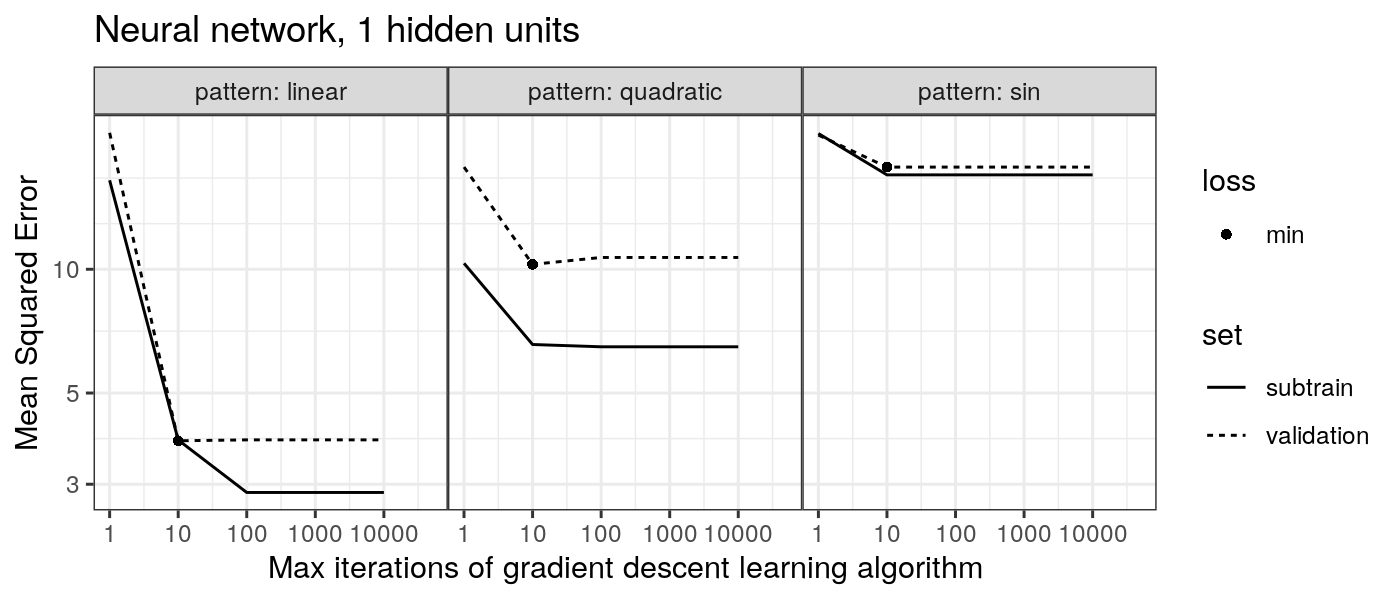 Neural network, 1 hidden units
pattern: linear
pattern: quadratic
pattern: sin
Mean Squared Error
10
5
3
1 10 100 1000 10000
1 10 100 1000 10000
1 10 100 1000 10000
Max iterations of gradient descent learning algorithm
loss
min
set
subtrain
validation